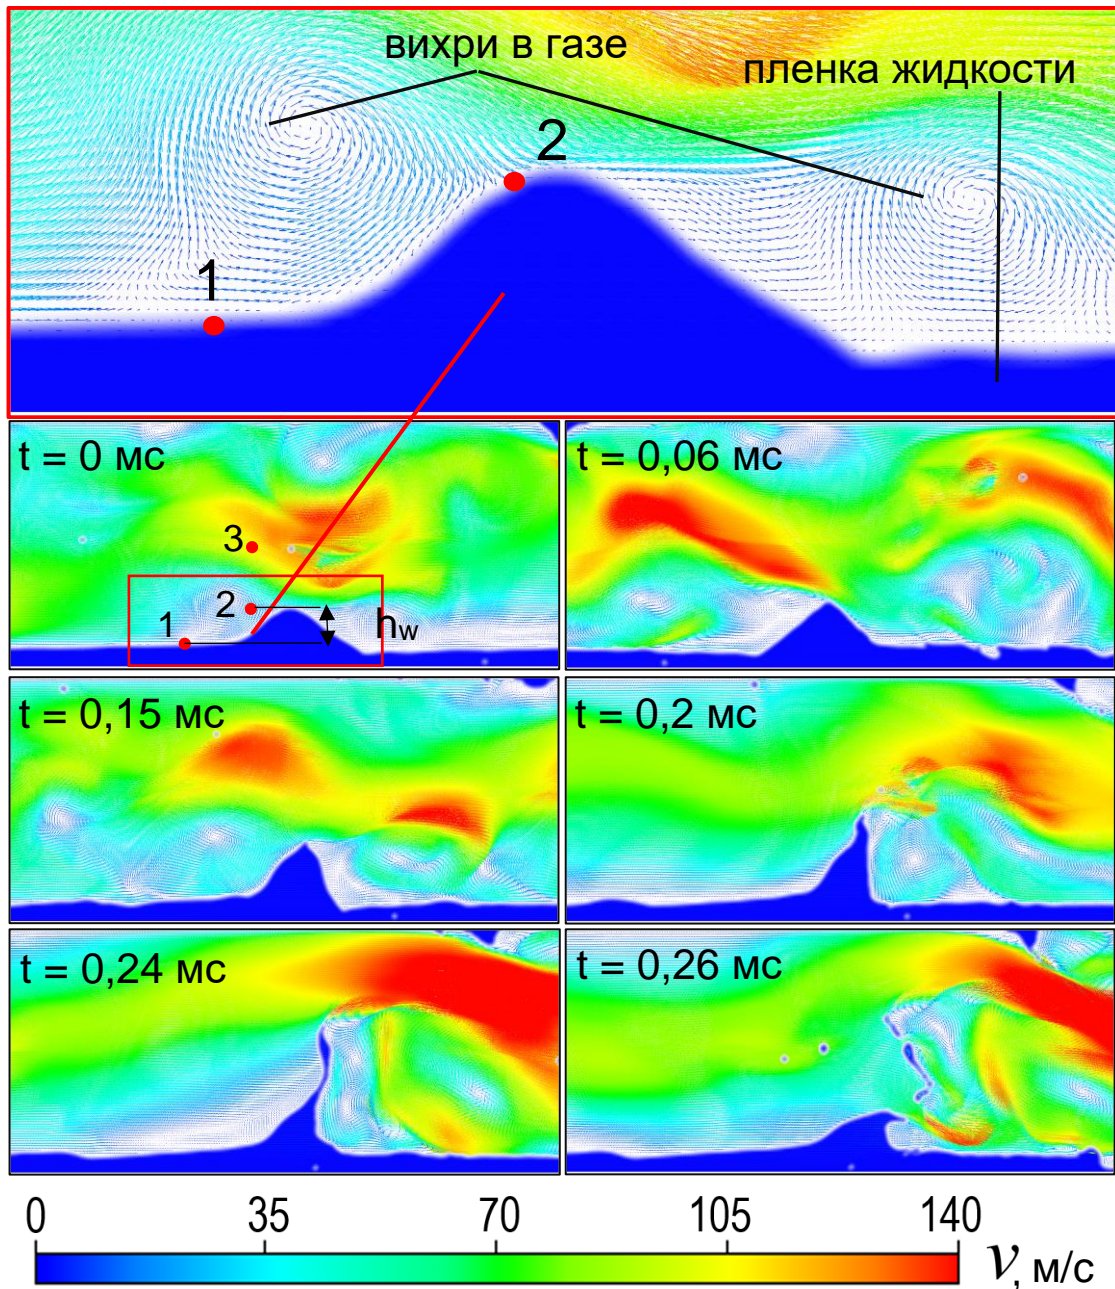 вихри в газе
пленка жидкости
2
1
t = 0 мс
t = 0,06 мс
3
2
1
hw
t = 0,15 мс
t = 0,2 мс
t = 0,24 мс
t = 0,26 мс
0 35 70 105 140
v, м/с